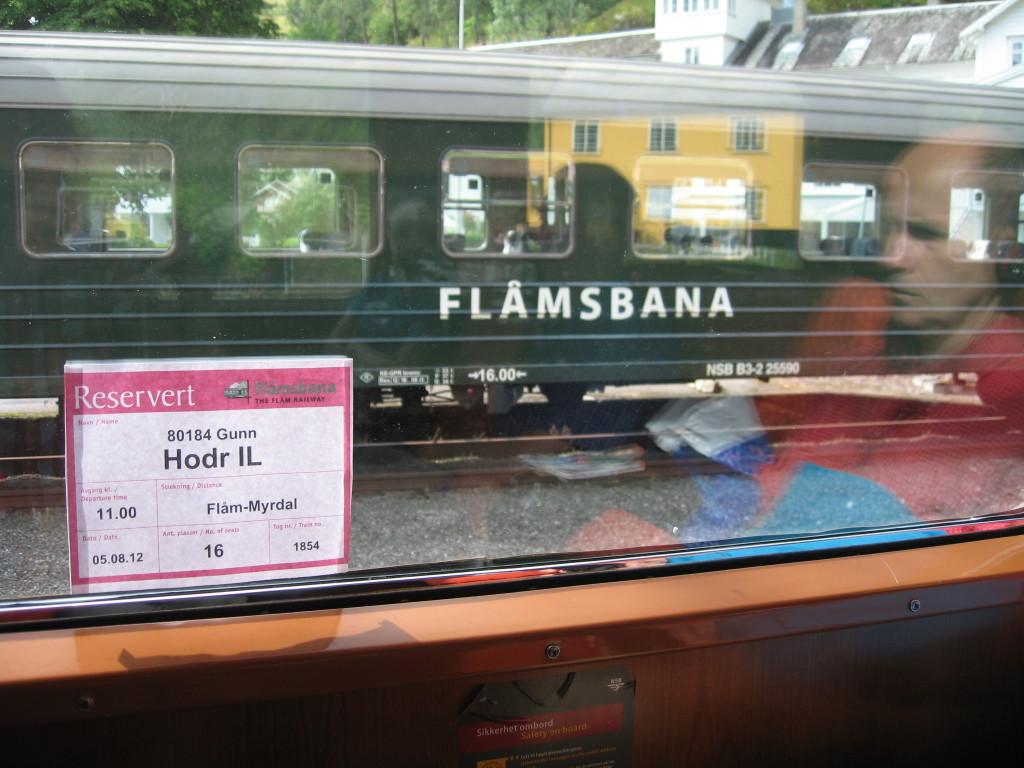 FLÅMSBANA
→16.00←
NSB B3-2 25590
Reservert
Flåmsbana
THE FLÅM RAILWAY
Navn / Name
80184 Gunn
Hodr IL
Avgang kl. /
Departure time
11.00
Strekning / Distance
Flåm-Myrdal
Dato / Date
05.08.12
Ant. plasser / No. of seats
16
Tog nr. / Train no.
1854
NSB
Sikkerhet ombord
Safety on board